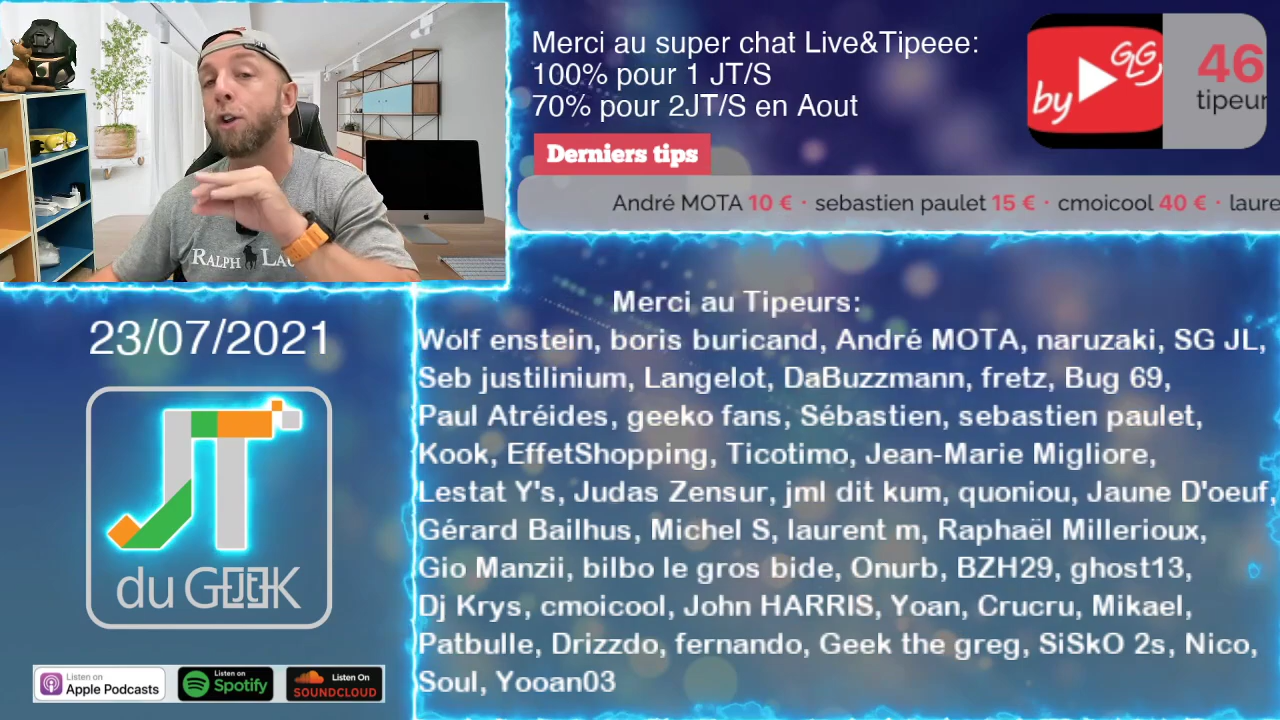 Merci au super chat Live&Tipeee:
100% pour 1 JT/S
70% pour 2JT/S en Aout
by GLG
46
tipeur
Derniers tips
André MOTA 10 € · sebastien paulet 15 € · cmoicool 40 € · laure
RALPH LAU
23/07/2021
JT
du GEEK
Listen on
Apple Podcasts
Listen on
Spotify
Listen On
SOUNDCLOUD
Merci au Tipeurs:
Wolf enstein, boris buricand, André MOTA, naruzaki, SG JL,
Seb justilinium, Langelot, DaBuzzmann, fretz, Bug 69,
Paul Atréides, geeko fans, Sébastien, sebastien paulet,
Kook, EffetShopping, Ticotimo, Jean-Marie Migliore,
Lestat Y's, Judas Zensur, jml dit kum, quoniou, Jaune D'oeuf,
Gérard Bailhus, Michel S, laurent m, Raphaël Millerioux,
Gio Manzii, bilbo le gros bide, Onurb, BZH29, ghost13,
Dj Krys, cmoicool, John HARRIS, Yoan, Crucru, Mikael,
Patbulle, Drizzdo, fernando, Geek the greg, SiSkO 2s, Nico,
Soul, Yooan03